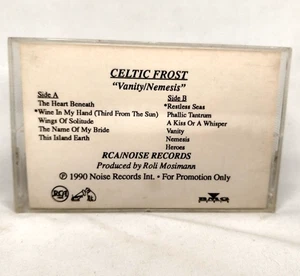 CELTIC FROST
"Vanity/Nemesis"
Side A
The Heart Beneath
*Wine In My Hand (Third From The Sun)
Wings Of Solitude
The Name Of My Bride
This Island Earth
Side B
*Restless Seas
Phallic Tantrum
A Kiss Or A Whisper
Vanity
Nemesis
Heroes
RCA/NOISE RECORDS
Produced by Roli Mosimann
℗ 1990 Noise Records Int. • For Promotion Only
RCA
BMG